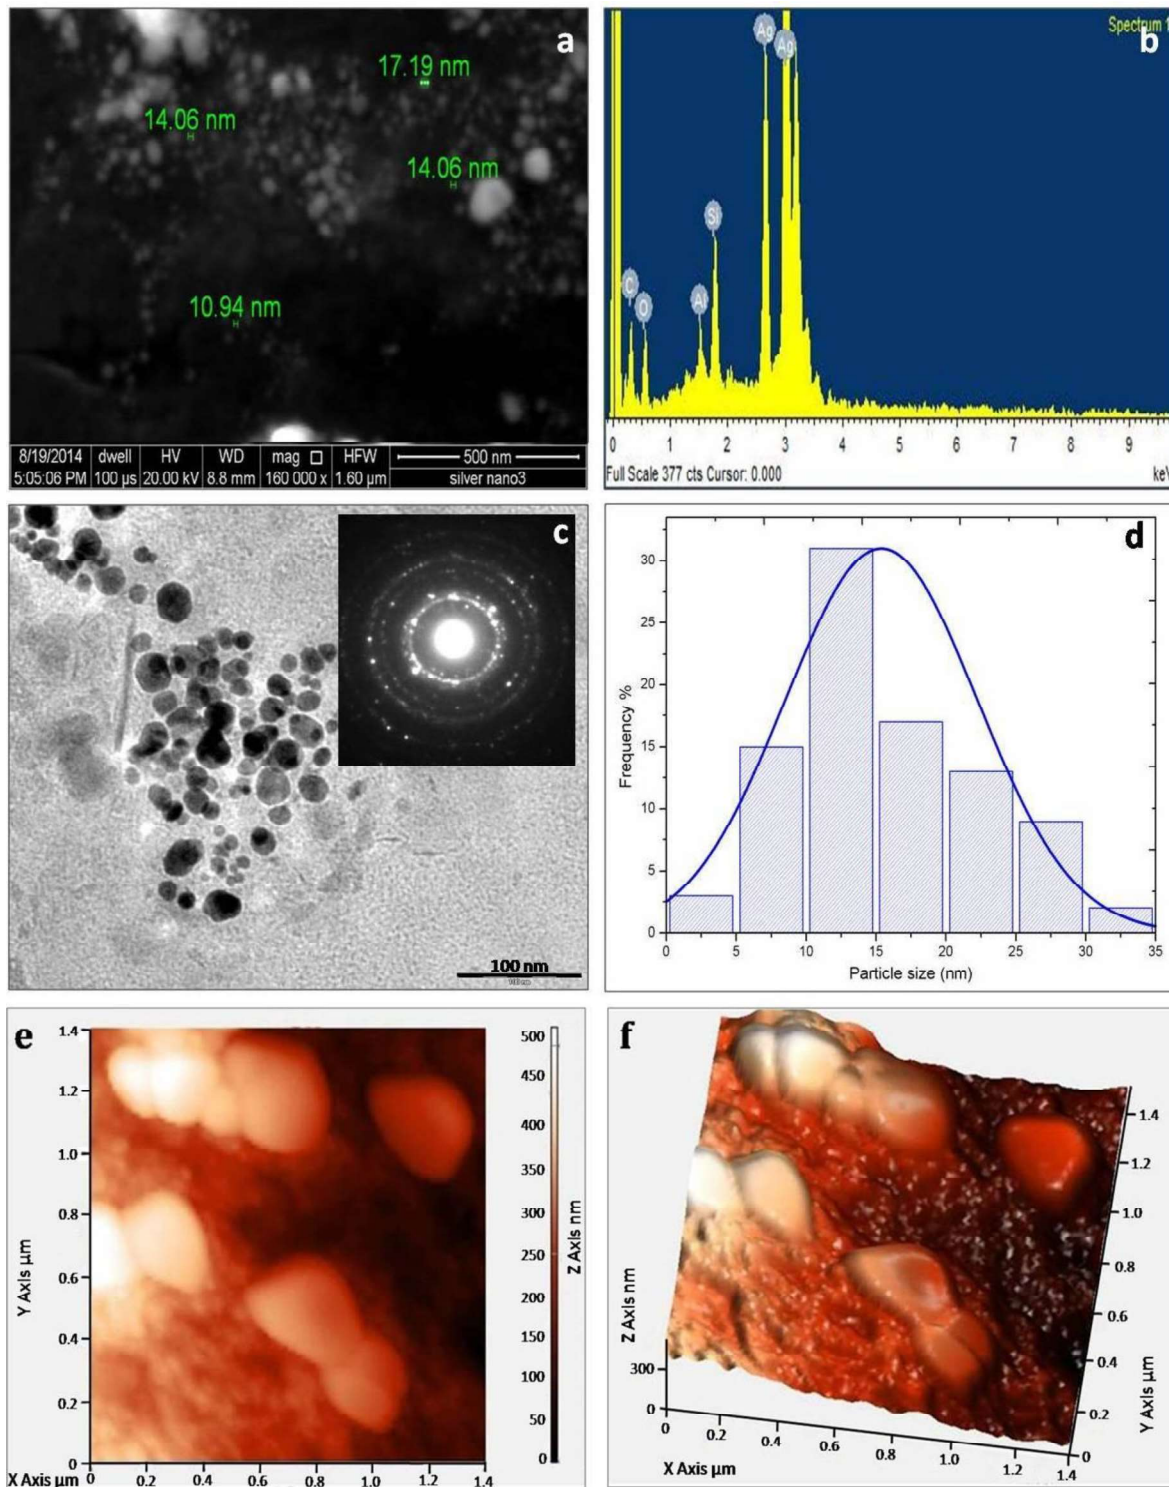 a
17.19 nm
14.06 nm
14.06 nm
10.94 nm
8/19/2014 dwell HV WD mag HFW 500 nm
5:05:06 PM 100 µs 20.00 kV 8.8 mm 160 000 x 1.60 µm silver nano3
b
Spectrum 1
Ag
Ag
Si
C
O
Al
0 1 2 3 4 5 6 7 8 9
Full Scale 377 cts Cursor: 0.000 keV
c
100 nm
d
Frequency %
30
25
20
15
10
5
0
0 5 10 15 20 25 30 35
Particle size (nm)
e
Y Axis µm
1.4
1.2
1.0
0.8
0.6
0.4
0.2
0
X Axis µm 0 0.2 0.4 0.6 0.8 1.0 1.2 1.4
Z Axis nm
500
450
400
350
300
250
200
150
100
50
0
f
Z Axis nm
300
0
X Axis µm
0 0.2 0.4 0.6 0.8 1.0 1.2 1.4
Y Axis µm
1.4
1.2
1.0
0.8
0.6
0.4
0.2
0